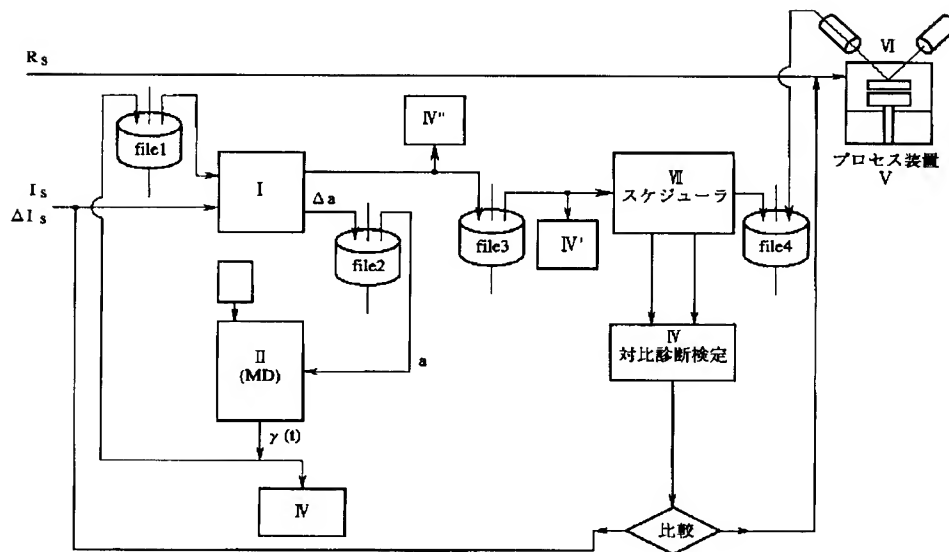 R s
VI
プロセス装置
V
file1
IV"
I s
Δ I s
I
Δ a
file2
file3
IV'
VII
スケジューラ
file4
II
(MD)
a
γ (t)
IV
IV
対比診断検定
比較